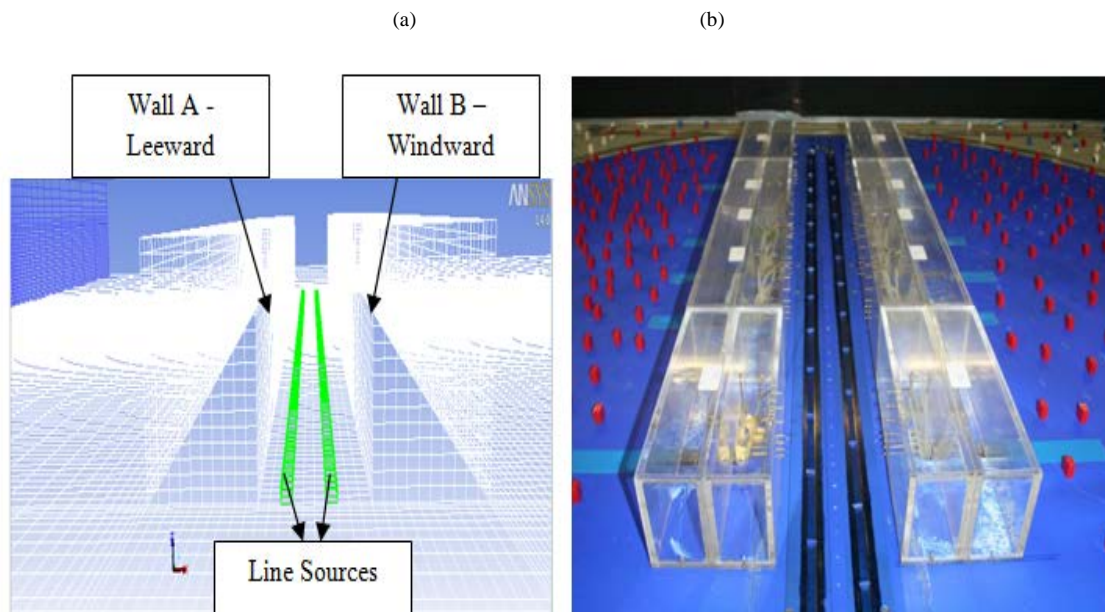 (a)
(b)
Wall A -
Leeward
Wall B –
Windward
Line Sources